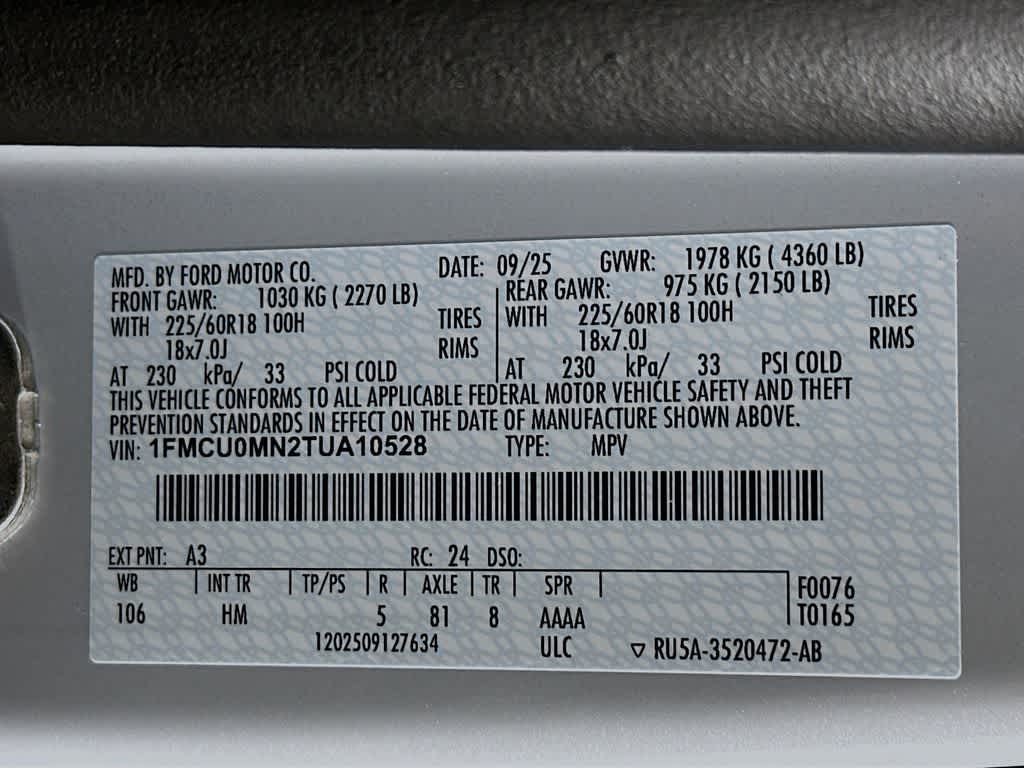 MFD. BY FORD MOTOR CO. DATE: 09/25 GVWR: 1978 KG ( 4360 LB)
FRONT GAWR: 1030 KG ( 2270 LB) REAR GAWR: 975 KG ( 2150 LB)
WITH 225/60R18 100H TIRES WITH 225/60R18 100H TIRES
18x7.0J RIMS 18x7.0J RIMS
AT 230 kPa/ 33 PSI COLD AT 230 kPa/ 33 PSI COLD
THIS VEHICLE CONFORMS TO ALL APPLICABLE FEDERAL MOTOR VEHICLE SAFETY AND THEFT
PREVENTION STANDARDS IN EFFECT ON THE DATE OF MANUFACTURE SHOWN ABOVE.
VIN: 1FMCU0MN2TUA10528 TYPE: MPV
EXT PNT: A3 RC: 24 DSO:
WB INT TR TP/PS R AXLE TR SPR F0076
106 HM 5 81 8 AAAA T0165
1202509127634 ULC ▽ RU5A-3520472-AB